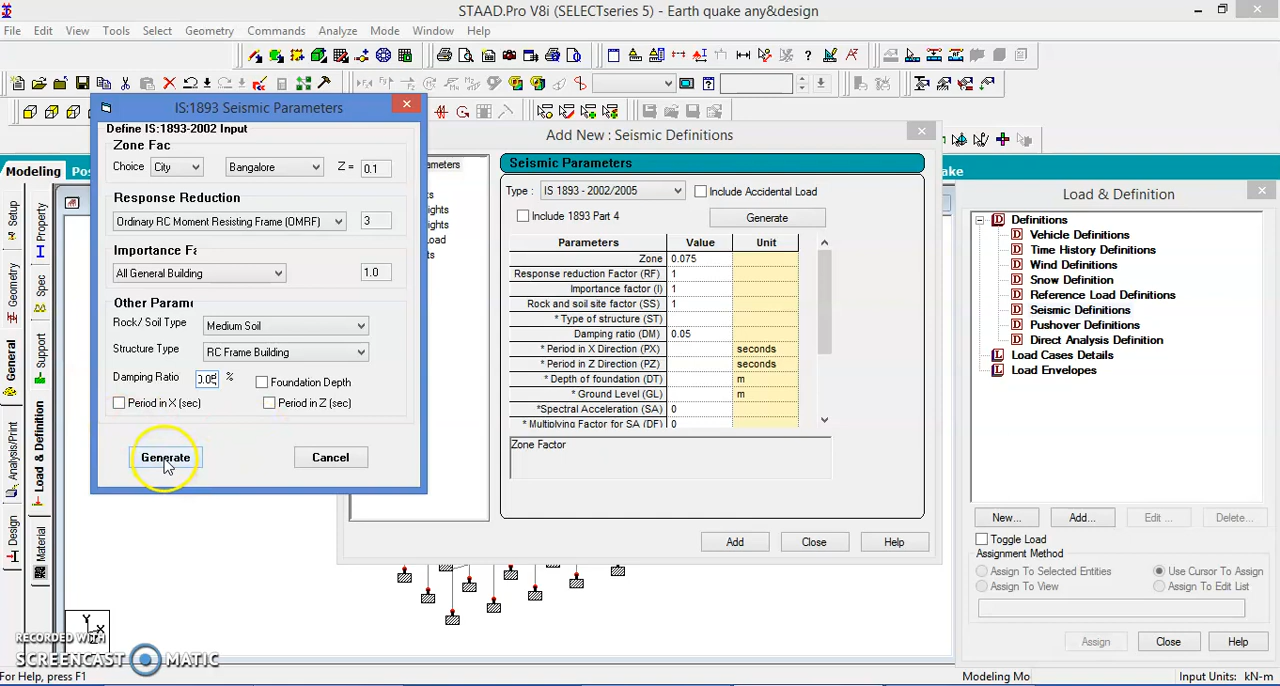 STAAD.Pro V8i (SELECTseries 5) - Earth quake any&design
File Edit View Tools Select Geometry Commands Analyze Mode Window Help
IS:1893 Seismic Parameters
Define IS:1893-2002 Input
Zone Fac
Choice City Bangalore Z = 0.1
Response Reduction
Ordinary RC Moment Resisting Frame (OMRF) 3
Importance Fa
All General Building 1.0
Other Param
Rock/ Soil Type Medium Soil
Structure Type RC Frame Building
Damping Ratio 0.05 % Foundation Depth
Period in X (sec) Period in Z (sec)
Generate Cancel
Add New : Seismic Definitions
Seismic Parameters
Type : IS 1893 - 2002/2005 Include Accidental Load
Include 1893 Part 4 Generate
Parameters Value Unit
Zone 0.075
Response reduction Factor (RF) 1
Importance factor (I) 1
Rock and soil site factor (SS) 1
* Type of structure (ST)
Damping ratio (DM) 0.05
* Period in X Direction (PX) seconds
* Period in Z Direction (PZ) seconds
* Depth of foundation (DT) m
* Ground Level (GL) m
*Spectral Acceleration (SA) 0
* Multiplying Factor for SA (DF) 0
Zone Factor
Add Close Help
Load & Definition
Definitions
Vehicle Definitions
Time History Definitions
Wind Definitions
Snow Definition
Reference Load Definitions
Seismic Definitions
Pushover Definitions
Direct Analysis Definition
Load Cases Details
Load Envelopes
New... Add... Edit ... Delete...
Toggle Load
Assignment Method
Assign To Selected Entities Use Cursor To Assign
Assign To View Assign To Edit List
Assign Close Help
Modeling
Setup
Geometry
General
Analysis/Print
Design
Property
Spec
Support
Load & Definition
Material
Y
X
RECORDED WITH
SCREENCAST MATIC
For Help, press F1
Modeling Mo Input Units: kN-m